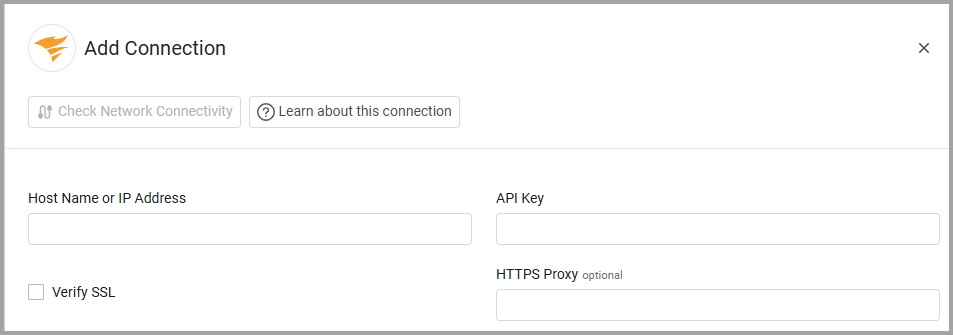 Add Connection
Check Network Connectivity
Learn about this connection
Host Name or IP Address
API Key
HTTPS Proxy optional
Verify SSL